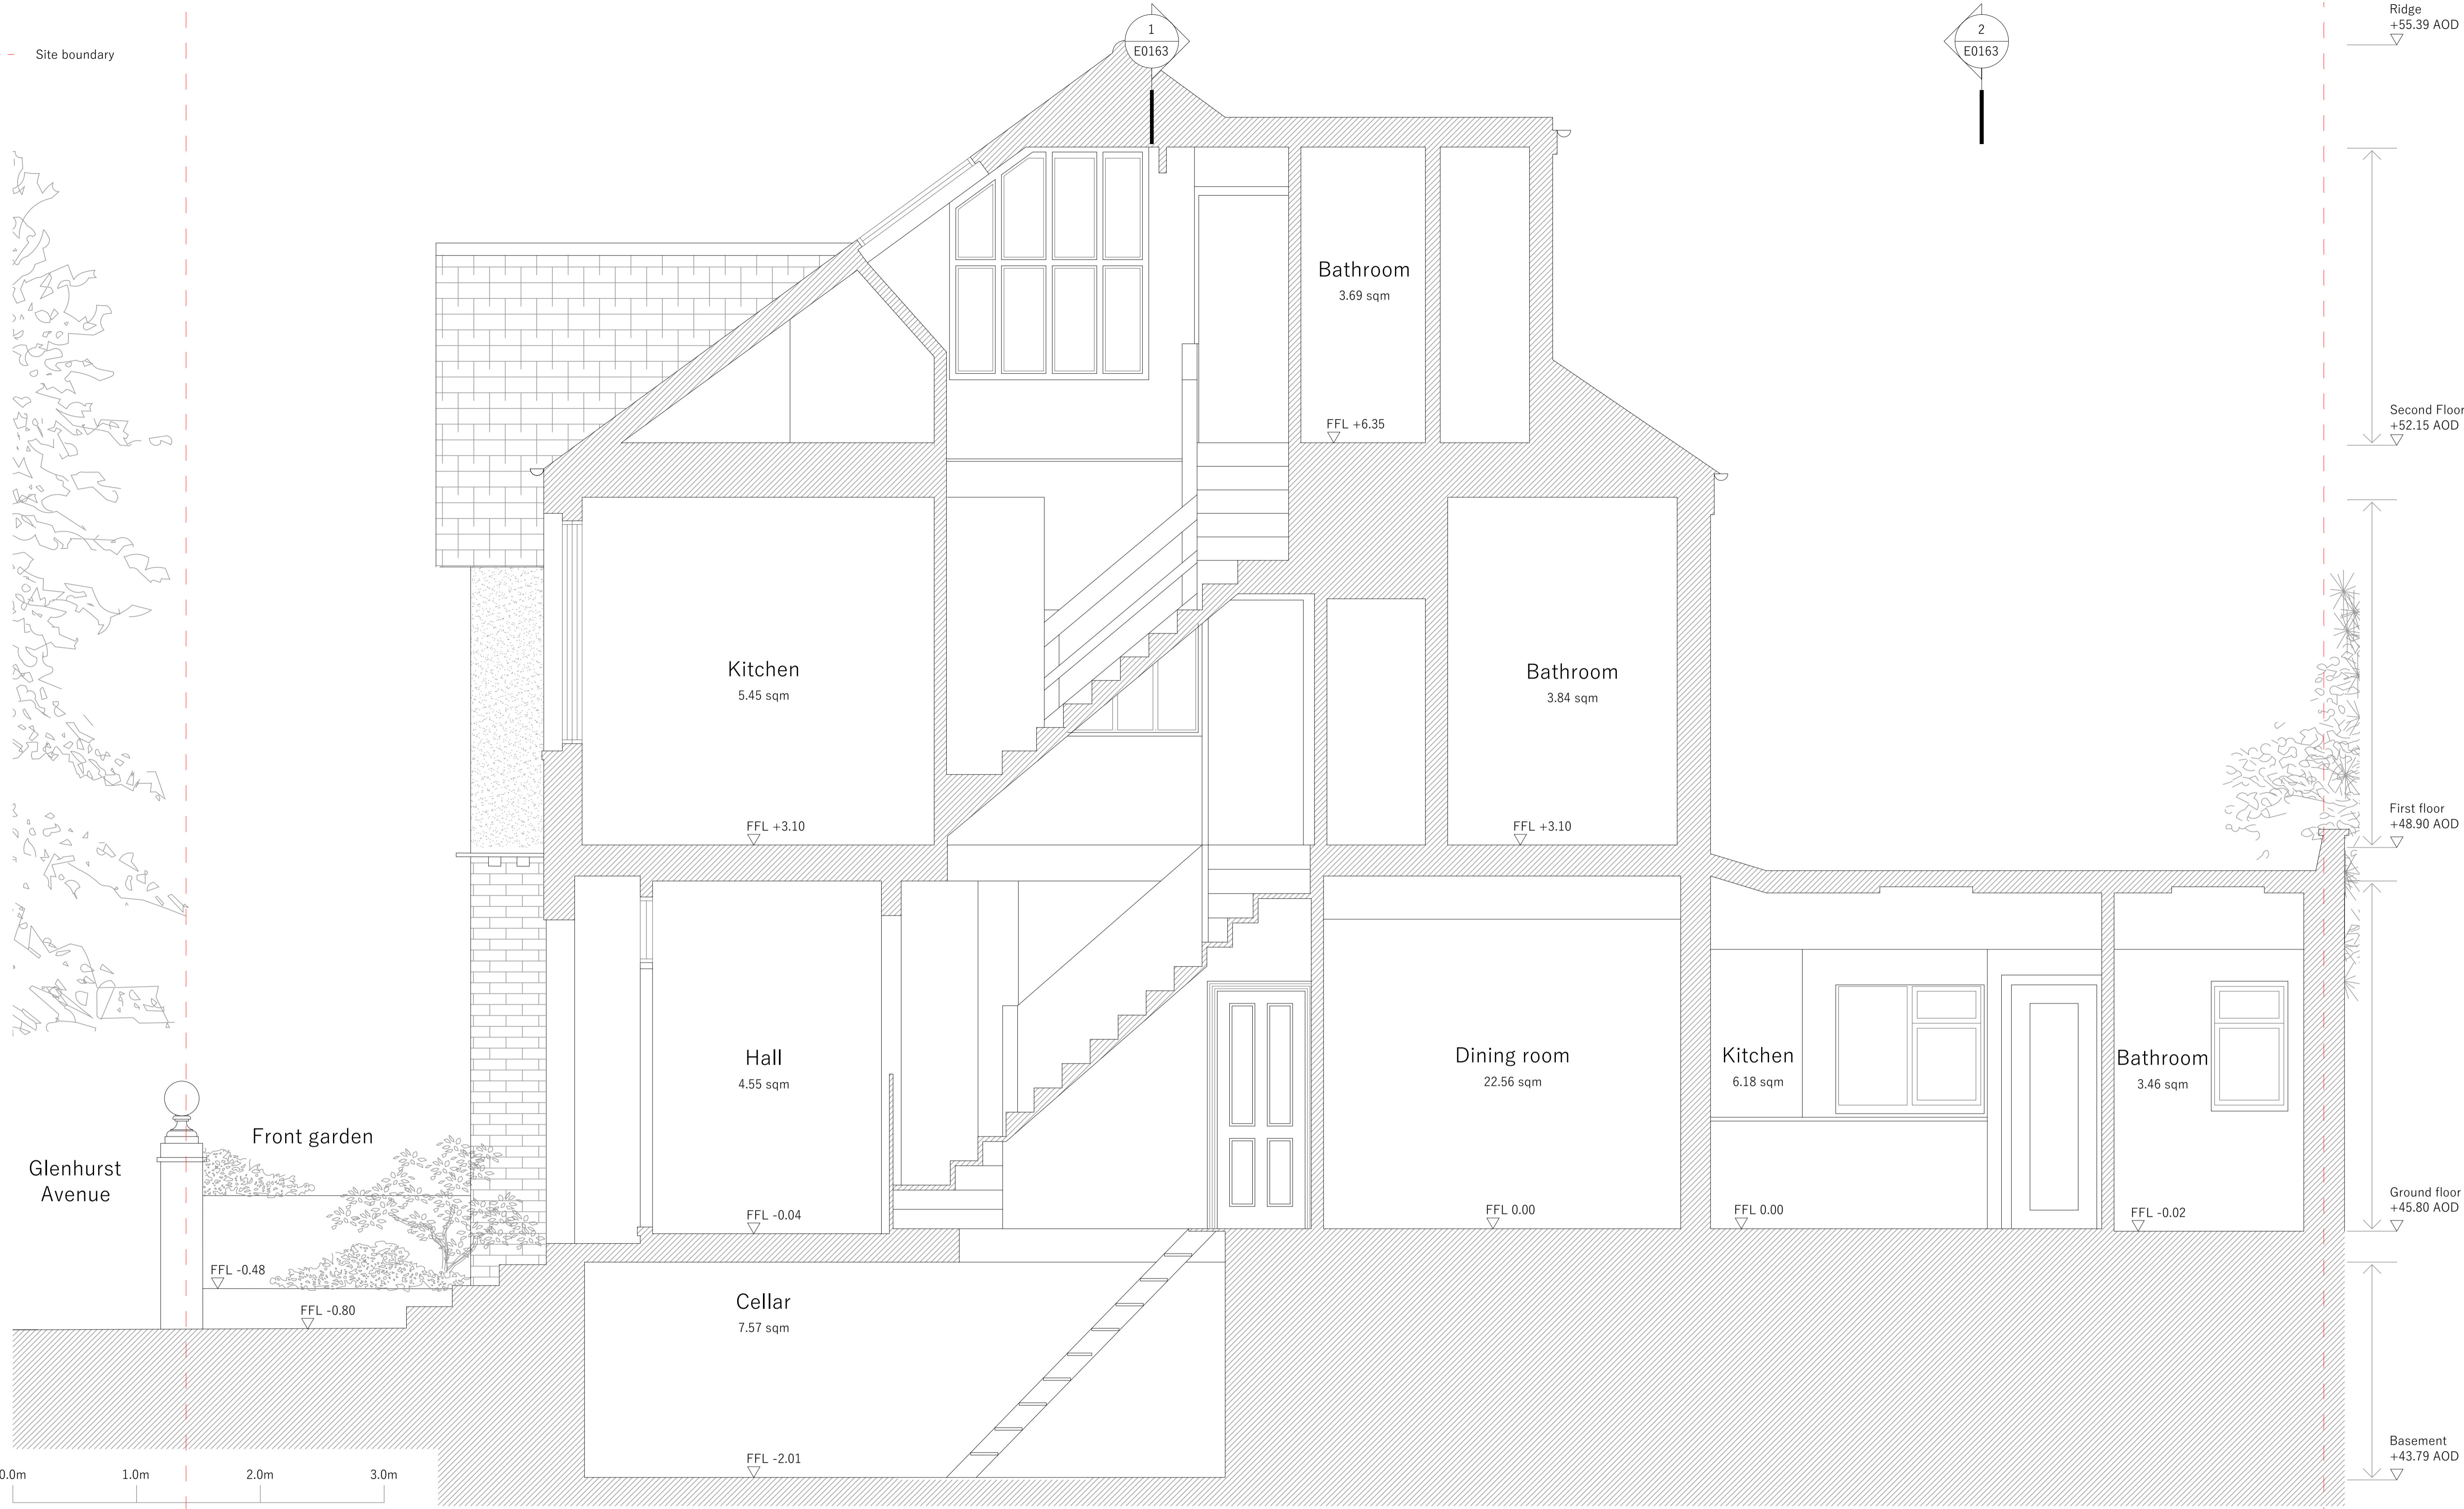 Site boundary
1
E0163
2
E0163
Ridge
+55.39 AOD
Bathroom
3.69 sqm
FFL +6.35
Second Floor
+52.15 AOD
Kitchen
5.45 sqm
FFL +3.10
Bathroom
3.84 sqm
FFL +3.10
First floor
+48.90 AOD
Hall
4.55 sqm
FFL -0.04
Dining room
22.56 sqm
FFL 0.00
Kitchen
6.18 sqm
FFL 0.00
Bathroom
3.46 sqm
FFL -0.02
Ground floor
+45.80 AOD
Glenhurst
Avenue
Front garden
FFL -0.48
FFL -0.80
Cellar
7.57 sqm
FFL -2.01
Basement
+43.79 AOD
0.0m
1.0m
2.0m
3.0m